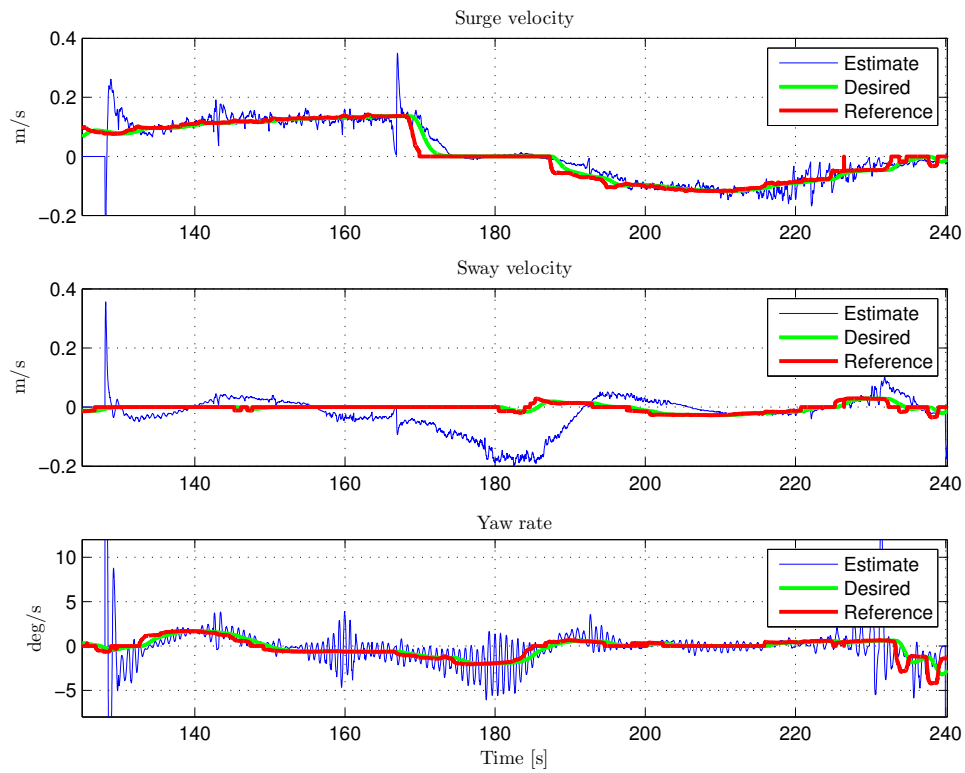 Surge velocity
0.4
0.2
0
−0.2
m/s
Estimate
Desired
Reference
140 160 180 200 220 240
Sway velocity
0.4
0.2
0
−0.2
m/s
Estimate
Desired
Reference
140 160 180 200 220 240
Yaw rate
10
5
0
−5
deg/s
Estimate
Desired
Reference
140 160 180 200 220 240
Time [s]